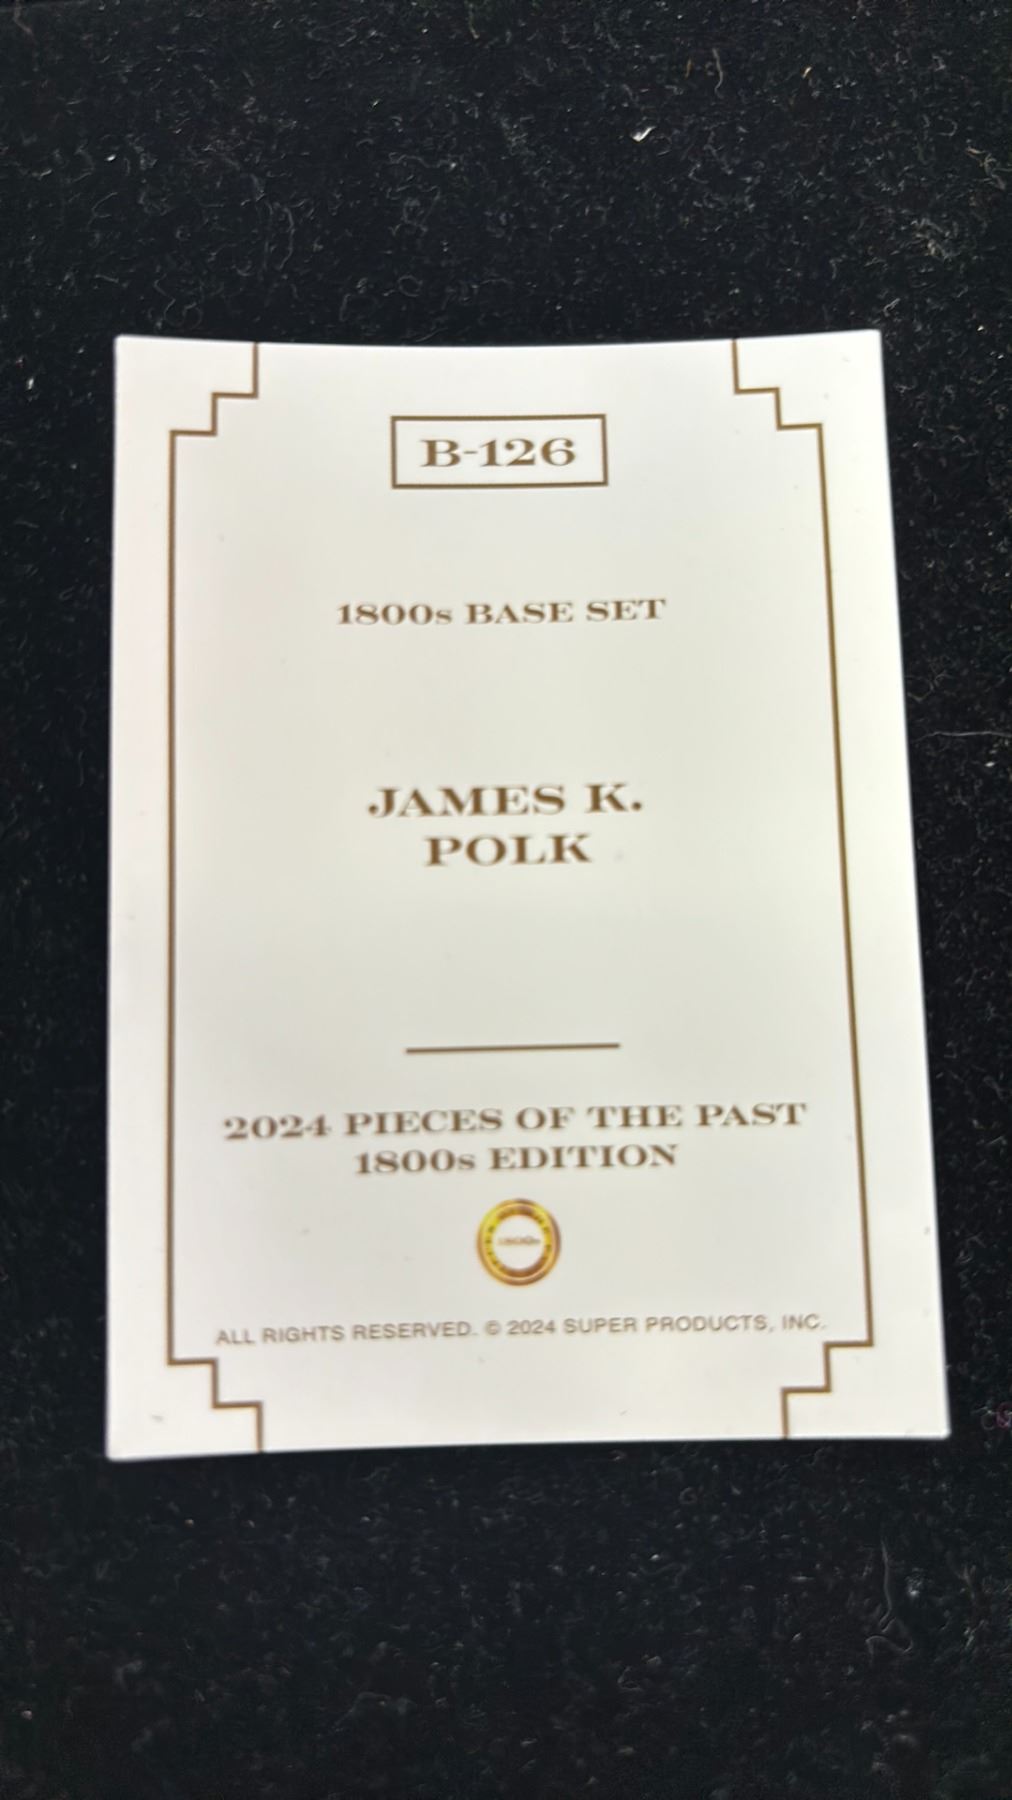 B-126
1800s BASE SET
JAMES K.
POLK
2024 PIECES OF THE PAST
1800s EDITION
1800s
ALL RIGHTS RESERVED. © 2024 SUPER PRODUCTS, INC.